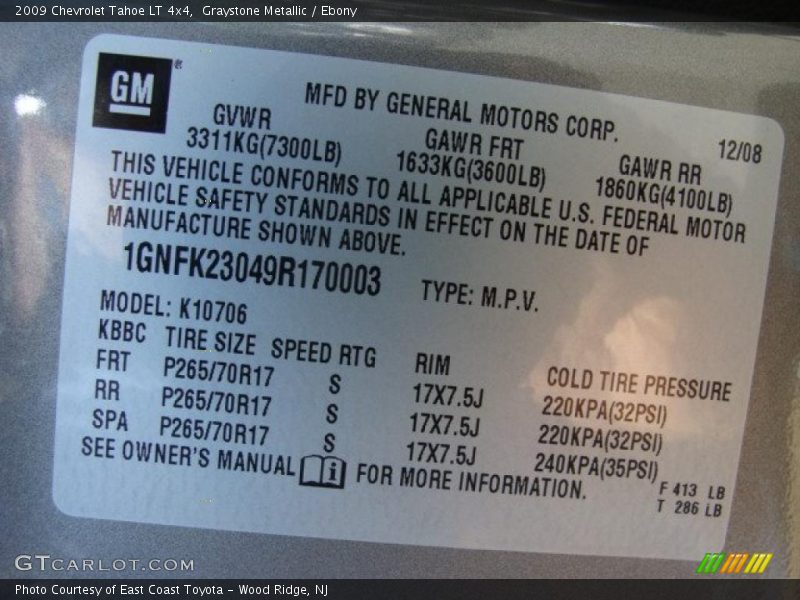 2009 Chevrolet Tahoe LT 4x4, Graystone Metallic / Ebony
GM®
MFD BY GENERAL MOTORS CORP.
12/08
GVWR GAWR FRT GAWR RR
3311KG(7300LB) 1633KG(3600LB) 1860KG(4100LB)
THIS VEHICLE CONFORMS TO ALL APPLICABLE U.S. FEDERAL MOTOR
VEHICLE SAFETY STANDARDS IN EFFECT ON THE DATE OF
MANUFACTURE SHOWN ABOVE.
1GNFK23049R170003 TYPE: M.P.V.
MODEL: K10706
KBBC TIRE SIZE SPEED RTG RIM COLD TIRE PRESSURE
FRT P265/70R17 S 17X7.5J 220KPA(32PSI)
RR P265/70R17 S 17X7.5J 220KPA(32PSI)
SPA P265/70R17 S 17X7.5J 240KPA(35PSI)
SEE OWNER'S MANUAL i FOR MORE INFORMATION.
F 413 LB
T 286 LB
GTCARLOT.COM
Photo Courtesy of East Coast Toyota - Wood Ridge, NJ